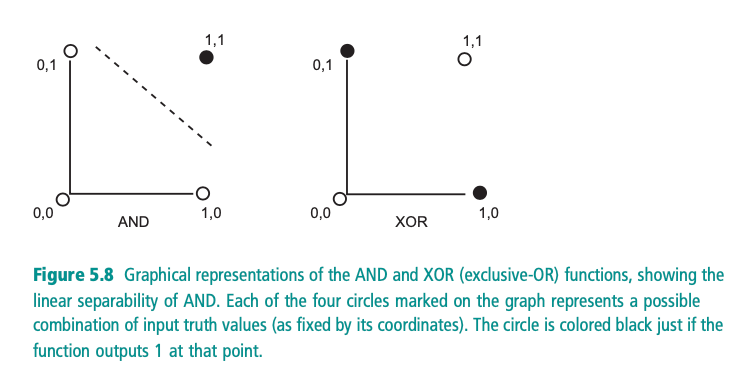 1,1
0,1
0,0
1,0
AND
1,1
0,1
0,0
1,0
XOR
Figure 5.8 Graphical representations of the AND and XOR (exclusive-OR) functions, showing the
linear separability of AND. Each of the four circles marked on the graph represents a possible
combination of input truth values (as fixed by its coordinates). The circle is colored black just if the
function outputs 1 at that point.